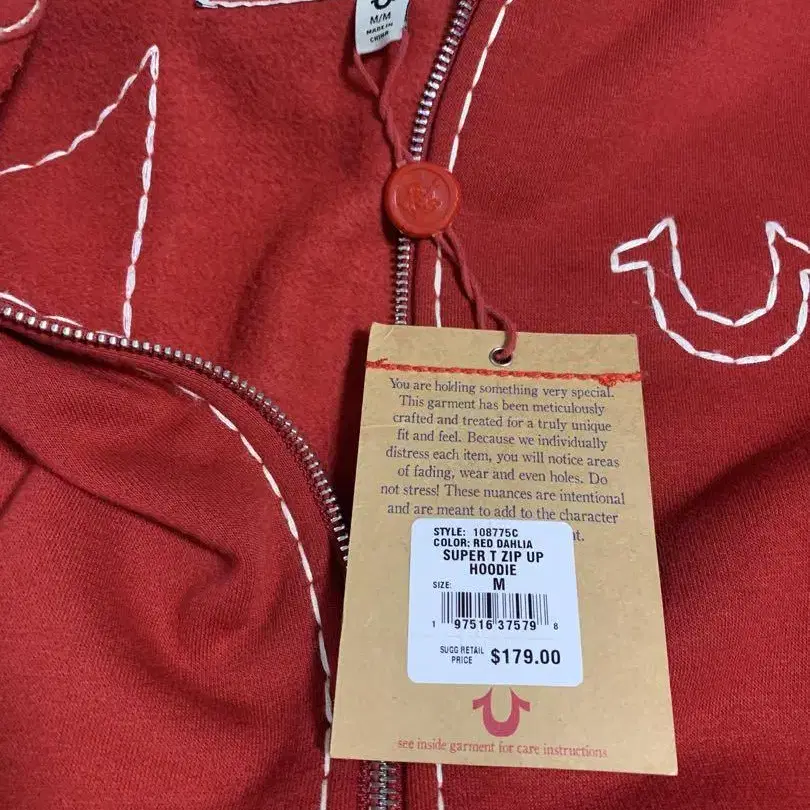 M/M
MADE IN
CHINA
You are holding something very special.
This garment has been meticulously
crafted and treated for a truly unique
fit and feel. Because we individually
distress each item, you will notice areas
of fading, wear and even holes. Do
not stress! These nuances are intentional
and are meant to add to the character
nt.
STYLE: 108775C
COLOR: RED DAHLIA
SUPER T ZIP UP
HOODIE
SIZE: M
1 97516 37579 8
SUGG RETAIL
PRICE $179.00
see inside garment for care instructions